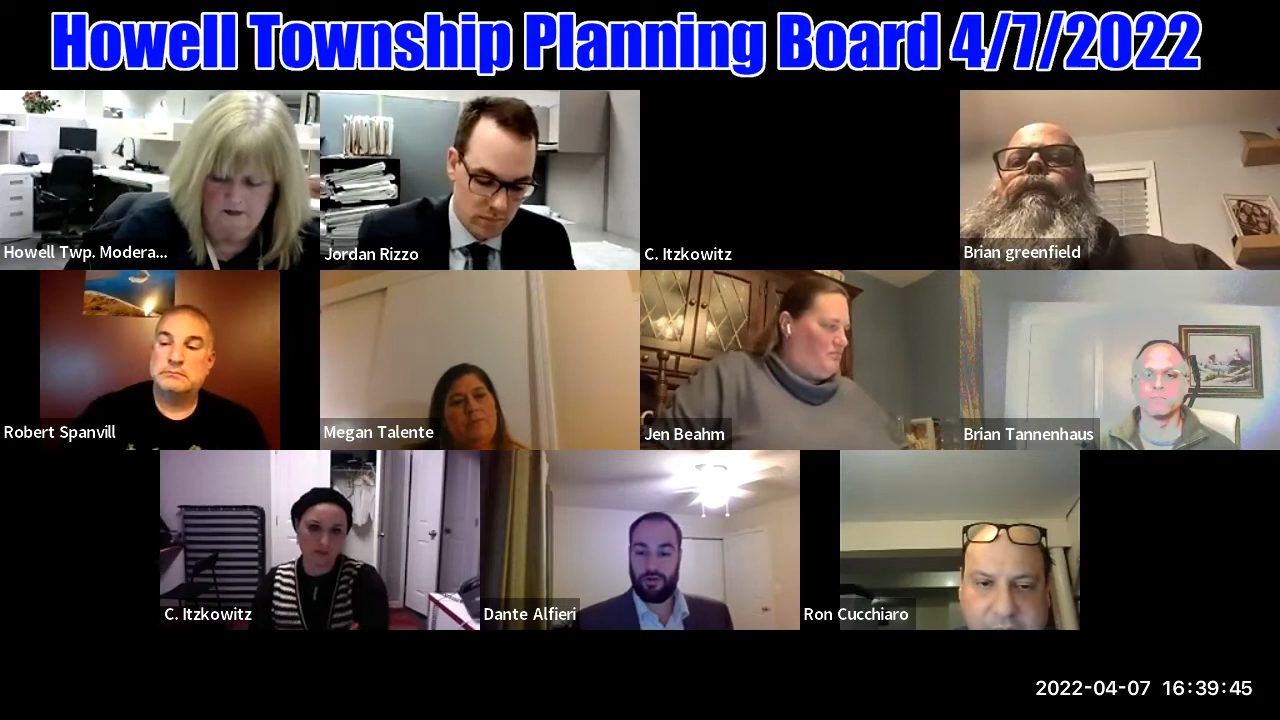 Howell Township Planning Board 4/7/2022
Howell Twp. Modera...
Jordan Rizzo
C. Itzkowitz
Brian greenfield
Robert Spanvill
Megan Talente
Jen Beahm
Brian Tannenhaus
C. Itzkowitz
Dante Alfieri
Ron Cucchiaro
2022-04-07 16:39:45